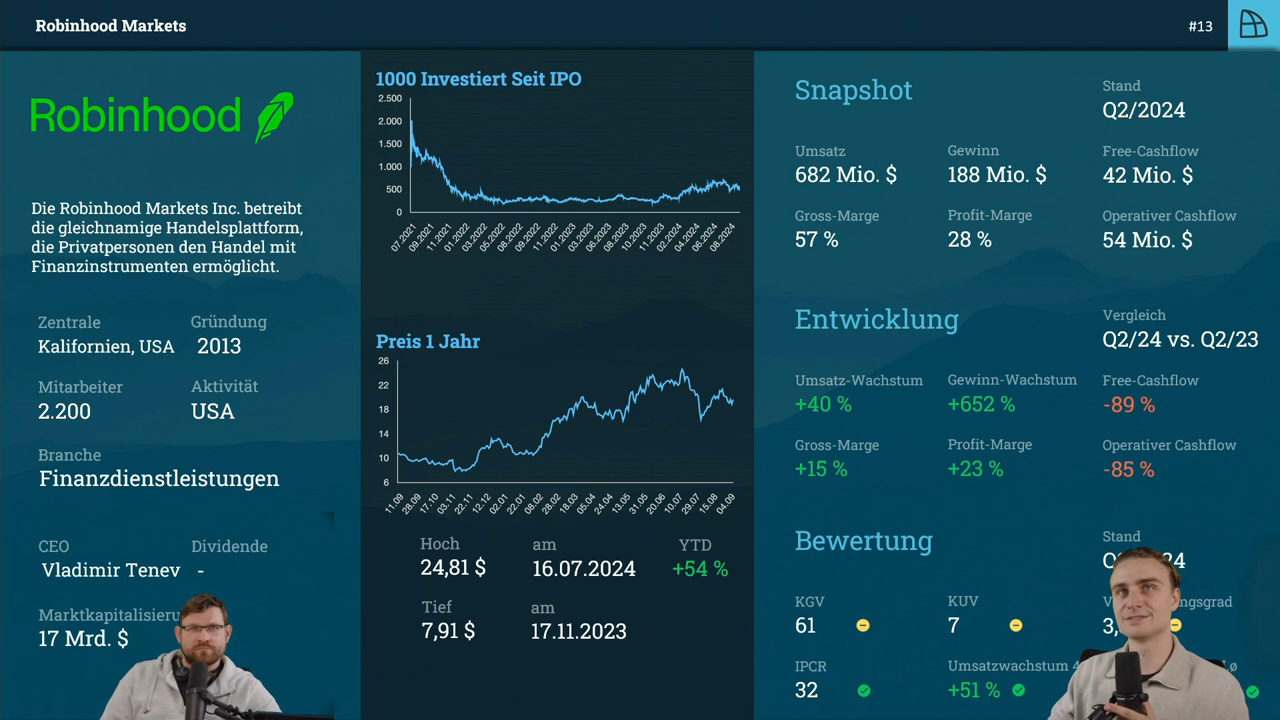 Robinhood Markets
#13
Robinhood
Die Robinhood Markets Inc. betreibt
die gleichnamige Handelsplattform,
die Privatpersonen den Handel mit
Finanzinstrumenten ermöglicht.
Zentrale
Gründung
Kalifornien, USA
2013
Mitarbeiter
Aktivität
2.200
USA
Branche
Finanzdienstleistungen
CEO
Dividende
Vladimir Tenev
-
Marktkapitalisieru
17 Mrd. $
1000 Investiert Seit IPO
2.500
2.000
1.500
1.000
500
0
07.2021
09.2021
11.2021
01.2022
03.2022
05.2022
08.2022
09.2022
11.2022
01.2023
03.2023
06.2023
08.2023
10.2023
11.2023
02.2024
04.2024
06.2024
08.2024
Preis 1 Jahr
26
22
18
14
10
6
11.09
28.09
17.10
03.11
22.11
12.12
02.01
22.01
08.02
28.02
18.03
05.04
24.04
13.05
31.05
20.06
10.07
29.07
15.08
04.09
Hoch
am
YTD
24,81 $
16.07.2024
+54 %
Tief
am
7,91 $
17.11.2023
Snapshot
Stand
Q2/2024
Umsatz
Gewinn
Free-Cashflow
682 Mio. $
188 Mio. $
42 Mio. $
Gross-Marge
Profit-Marge
Operativer Cashflow
57 %
28 %
54 Mio. $
Entwicklung
Vergleich
Q2/24 vs. Q2/23
Umsatz-Wachstum
Gewinn-Wachstum
Free-Cashflow
+40 %
+652 %
-89 %
Gross-Marge
Profit-Marge
Operativer Cashflow
+15 %
+23 %
-85 %
Bewertung
Stand
24
KGV
KUV
ngsgrad
61
7
3,
IPCR
Umsatzwachstum 4
ø
32
+51 %